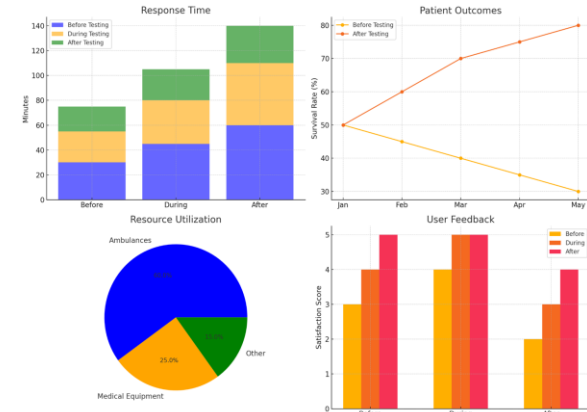 Response Time
Before Testing
During Testing
After Testing
Minutes
140
120
100
80
60
40
20
0
Before
During
After
Patient Outcomes
Before Testing
After Testing
Survival Rate (%)
80
70
60
50
40
30
Jan
Feb
Mar
Apr
May
Resource Utilization
Ambulances
25.0%
Medical Equipment
Other
User Feedback
Before
During
After
Satisfaction Score
5
4
3
2
1
0